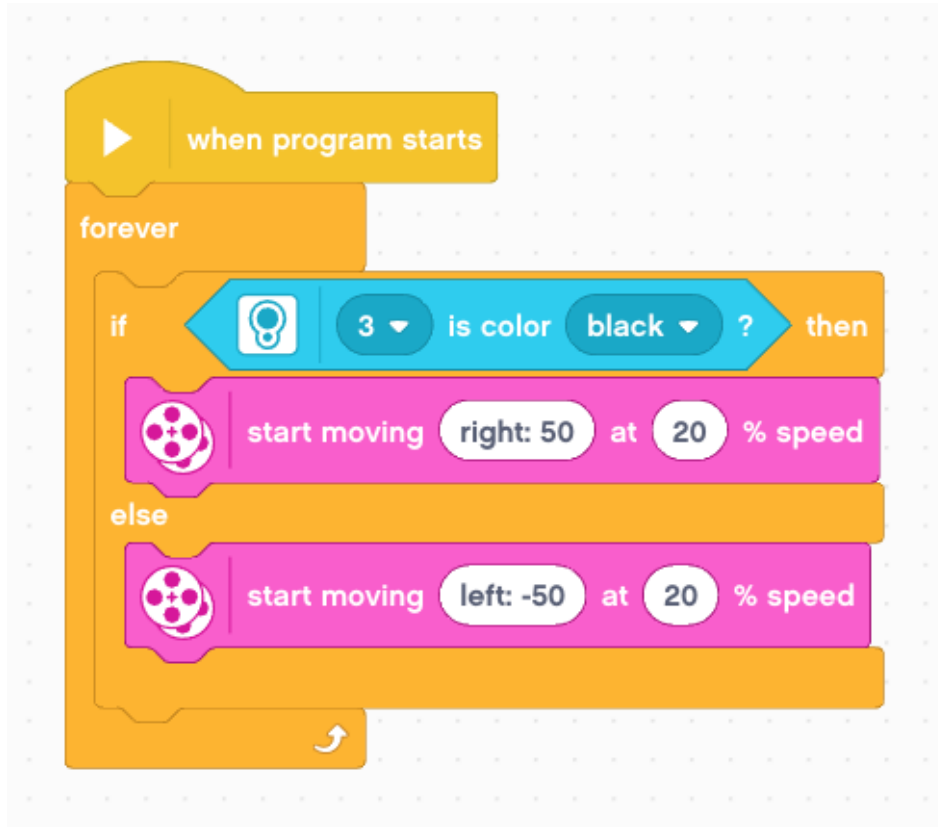 when program starts
forever
if 3 is color black ? then
start moving right: 50 at 20 % speed
else
start moving left: -50 at 20 % speed